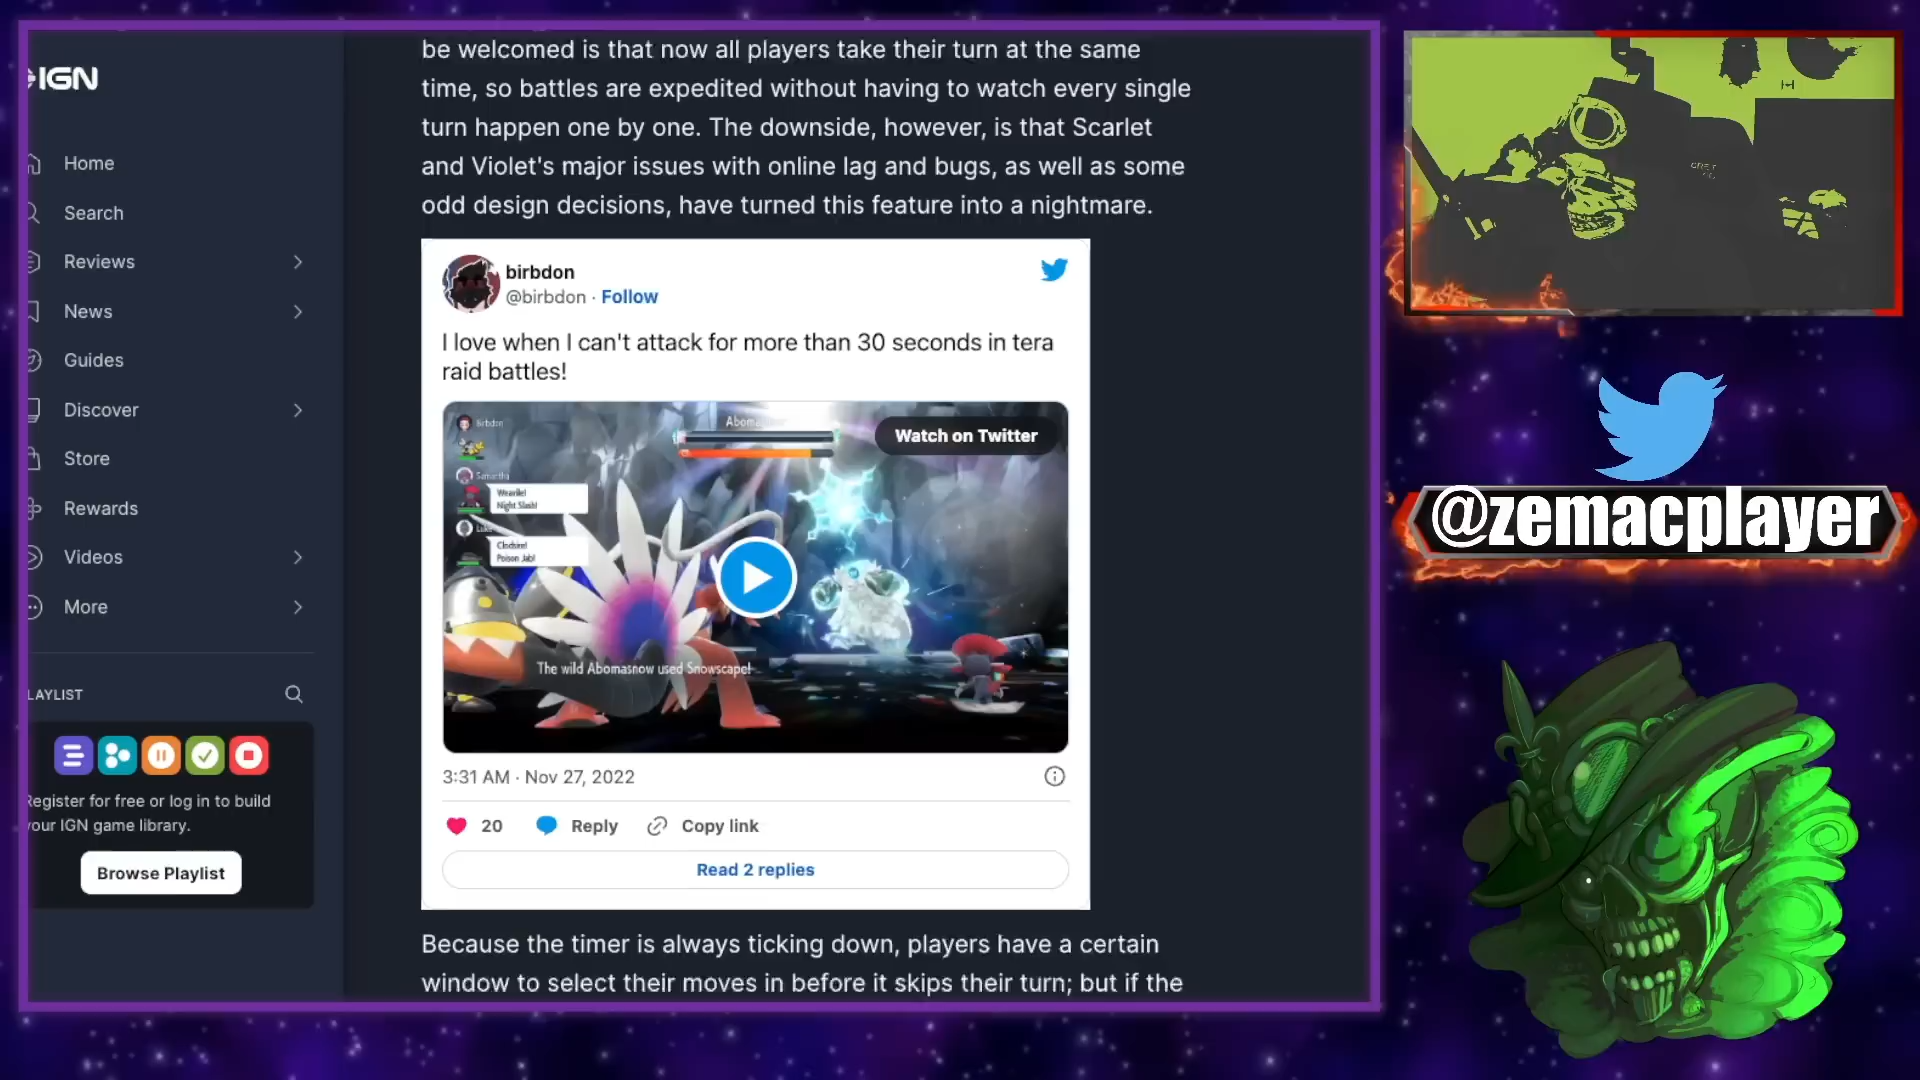 IGN
Home
Search
Reviews
News
Guides
Discover
Store
Rewards
Videos
More
LAYLIST
Register for free or log in to build
your IGN game library.
Browse Playlist
be welcomed is that now all players take their turn at the same
time, so battles are expedited without having to watch every single
turn happen one by one. The downside, however, is that Scarlet
and Violet's major issues with online lag and bugs, as well as some
odd design decisions, have turned this feature into a nightmare.
birbdon
@birbdon · Follow
I love when I can't attack for more than 30 seconds in tera
raid battles!
Birbdon
Samantha
Weavile!
Night Slash!
Clodsire!
Poison Jab!
Watch on Twitter
The wild Abomasnow used Snowscape!
3:31 AM · Nov 27, 2022
20
Reply
Copy link
Read 2 replies
Because the timer is always ticking down, players have a certain
window to select their moves in before it skips their turn; but if the
@zemacplayer